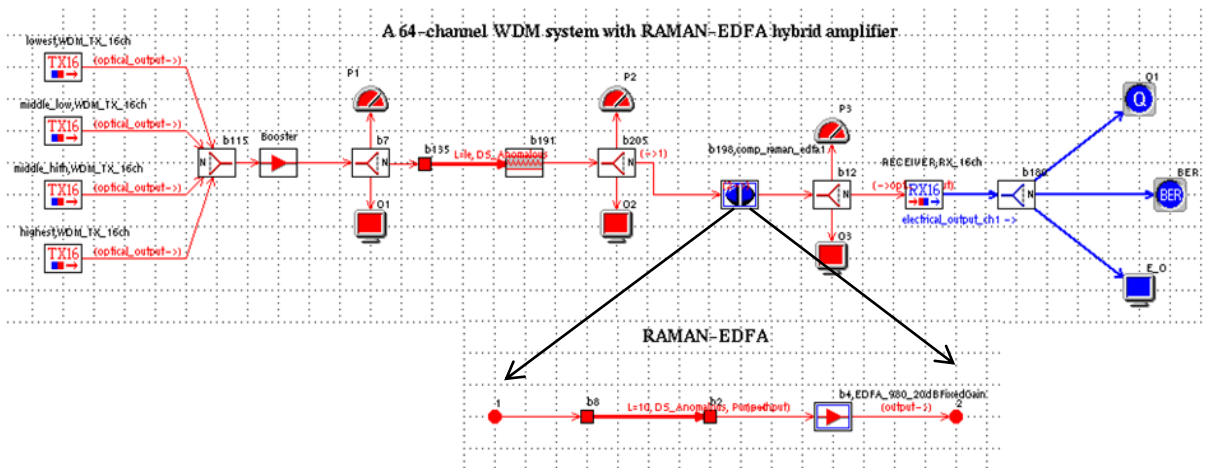 A 64-channel WDM system with RAMAN-EDFA hybrid amplifier
lowest,WDM_TX_16ch
TX16
(optical_output->)
middle_low,WDM_TX_16ch
TX16
(optical_output->)
middle_hith,WDM_TX_16ch
TX16
(optical_output->)
highest,WDM_TX_16ch
TX16
(optical_output->)
b115
N
Booster
P1
b7
N
O1
b135
DS_Anomalous
b191
P2
b205
(->1)
N
O2
b198,comp_raman_edfa1
P3
b12
N
O3
RECEIVER,RX_16ch
RX16
electrical_output_ch1 ->
b180
N
Q1
Q
BER
BER
E_O
RAMAN-EDFA
1
b8
L=10, DS_Anomalous,
b2
b4,EDFA_980_20dBFixedGain
(output->)
2